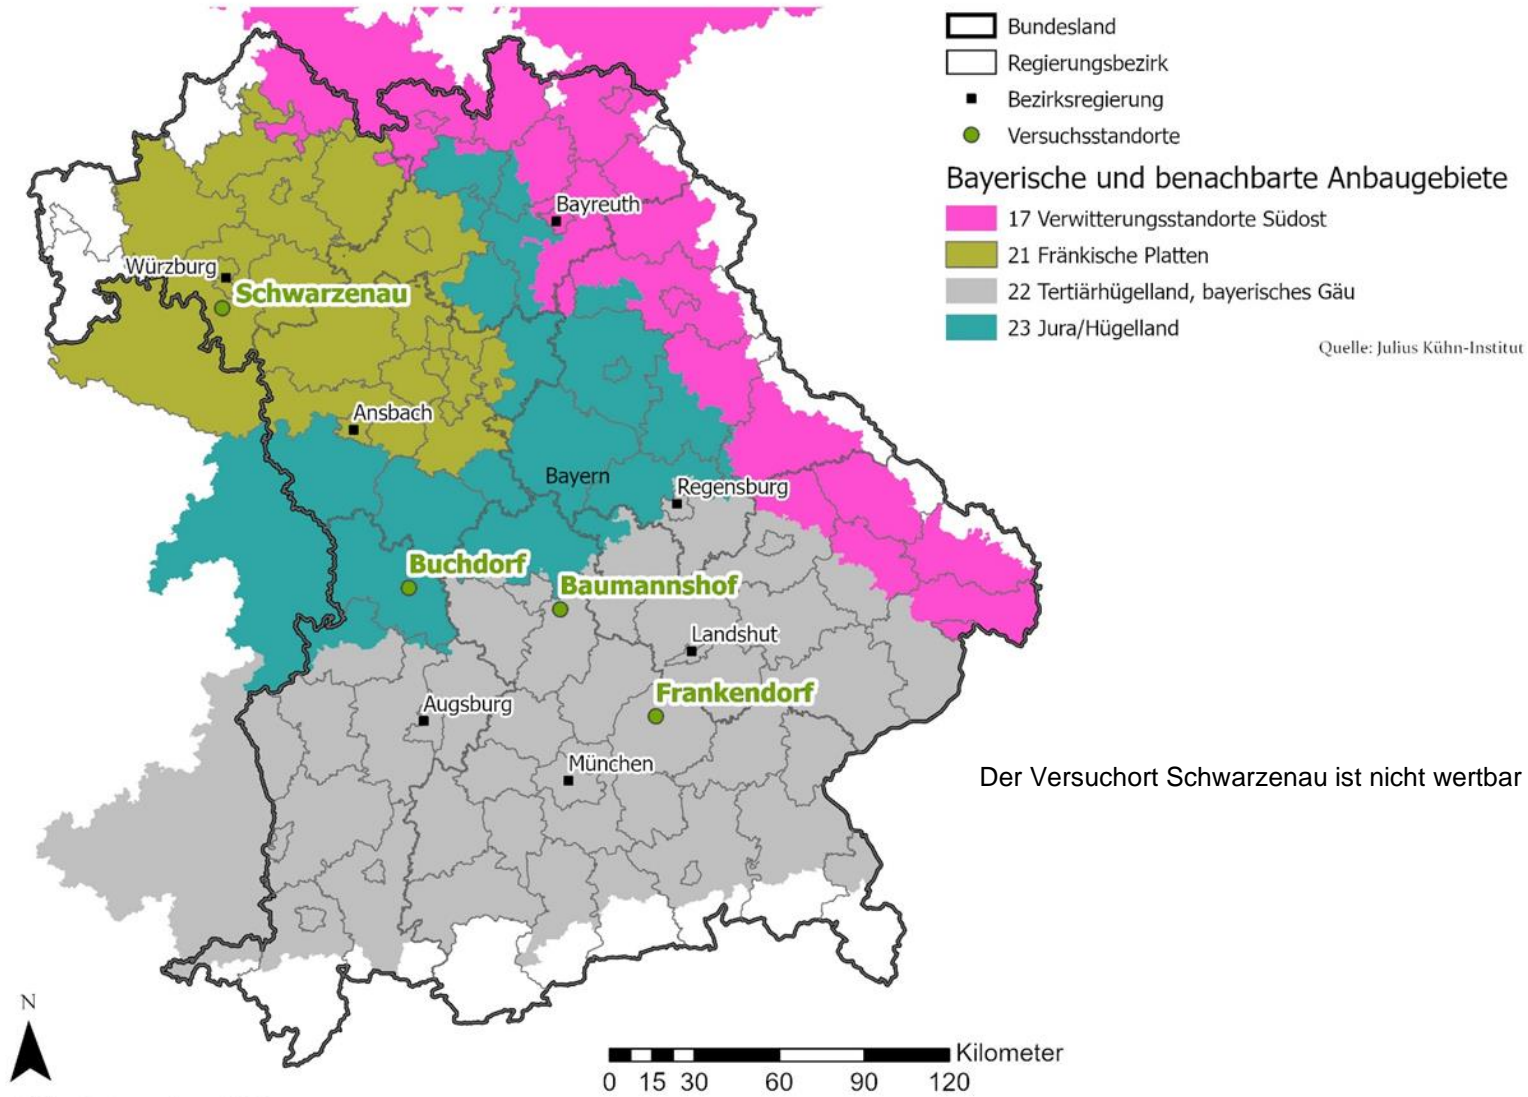 Bundesland
Regierungsbezirk
Bezirksregierung
Versuchsstandorte
Bayerische und benachbarte Anbaugebiete
17 Verwitterungsstandorte Südost
21 Fränkische Platten
22 Tertiärhügelland, bayerisches Gäu
23 Jura/Hügelland
Quelle: Julius Kühn-Institut
Bayreuth
Würzburg
Schwarzenau
Ansbach
Bayern
Regensburg
Buchdorf
Baumannshof
Landshut
Frankendorf
Augsburg
München
Der Versuchort Schwarzenau ist nicht wertbar
N
Kilometer
0 15 30 60 90 120